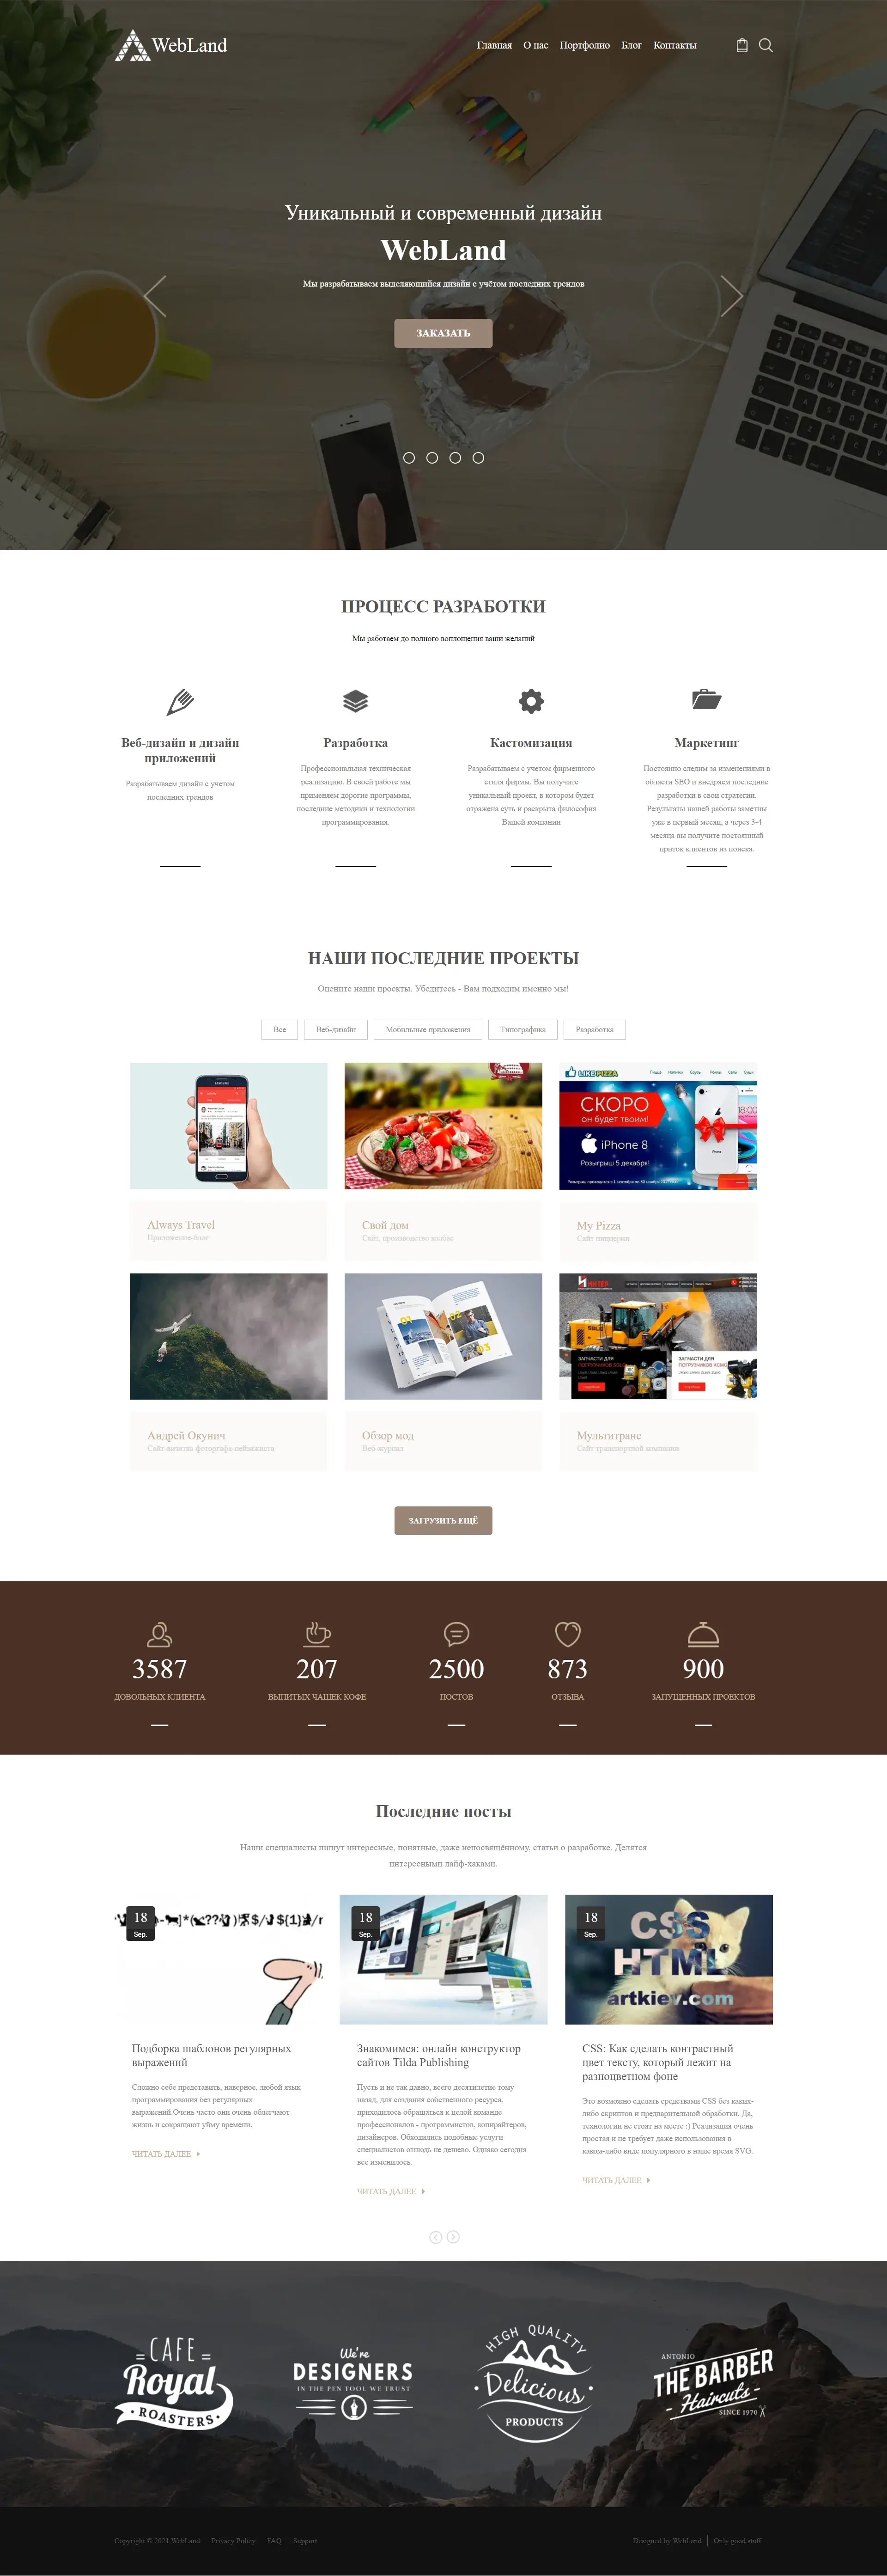 WebLand
Главная О нас Портфолио Блог Контакты
Уникальный и современный дизайн
WebLand
Мы разрабатываем выделяющийся дизайн с учётом последних трендов
ЗАКАЗАТЬ
ПРОЦЕСС РАЗРАБОТКИ
Мы работаем до полного воплощения ваши желаний
Веб-дизайн и дизайн
приложений
Разрабатываем дизайн с учетом
последних трендов
Разработка
Профессиональная техническая
реализацию. В своей работе мы
применяем дорогие программы,
последние методики и технологии
программирования.
Кастомизация
Разрабатываем с учетом фирменного
стиля фирмы. Вы получите
уникальный проект, в котором будет
отражена суть и раскрыта философия
Вашей компании
Маркетинг
Постоянно следим за изменениями в
области SEO и внедряем последние
разработки в свои стратегии.
Результаты нашей работы заметны
уже в первый месяц, а через 3-4
месяца вы получите постоянный
приток клиентов из поиска.
НАШИ ПОСЛЕДНИЕ ПРОЕКТЫ
Оцените наши проекты. Убедитесь - Вам подходим именно мы!
Все Веб-дизайн Мобильные приложения Типографика Разработка
LIKE PIZZA
СКОРО
он будет твоим!
iPhone 8
Розыгрыш 5 декабря!
Always Travel
Приложение-блог
Свой дом
Сайт, производство колбас
My Pizza
Сайт пиццерии
01
02
03
ЗАПЧАСТИ ДЛЯ
ЗАПЧАСТИ ДЛЯ
Андрей Окунич
Сайт-визитка фотографа-пейзажиста
Обзор мод
Веб-журнал
Мультитранс
Сайт транспортной компании
ЗАГРУЗИТЬ ЕЩЁ
3587
ДОВОЛЬНЫХ КЛИЕНТА
207
ВЫПИТЫХ ЧАШЕК КОФЕ
2500
ПОСТОВ
873
ОТЗЫВА
900
ЗАПУЩЕННЫХ ПРОЕКТОВ
Последние посты
Наши специалисты пишут интересные, понятные, даже непосвящённому, статьи о разработке. Делятся
интересными лайф-хаками.
18
Sep.
18
Sep.
18
Sep.
CSS
HTML
artkiev.com
Подборка шаблонов регулярных
выражений
Сложно себе представить, наверное, любой язык
программирования без регулярных
выражений.Очень часто они очень облегчают
жизнь и сокращают уйму времени.
ЧИТАТЬ ДАЛЕЕ
Знакомимся: онлайн конструктор
сайтов Tilda Publishing
Пусть и не так давно, всего десятилетие тому
назад, для создания собственного ресурса,
приходилось обращаться к целой команде
профессионалов - программистов, копирайтеров,
дизайнеров. Обходились подобные услуги
специалистов отнюдь не дешево. Однако сегодня
все изменилось.
ЧИТАТЬ ДАЛЕЕ
CSS: Как сделать контрастный
цвет тексту, который лежит на
разноцветном фоне
Это возможно сделать средствами CSS без каких-
либо скриптов и предварительной обработки. Да,
технологии не стоят на месте :) Реализация очень
простая и не требует даже использования в
каком-либо виде популярного в наше время SVG.
ЧИТАТЬ ДАЛЕЕ
CAFE
Royal
ROASTERS
We're
DESIGNERS
IN THE PEN TOOL WE TRUST
HIGH QUALITY
Delicious
PRODUCTS
ANTONIO
THE BARBER
Haircuts
SINCE 1970
Copyright © 2021 WebLand Privacy Policy FAQ Support
Designed by WebLand Only good stuff